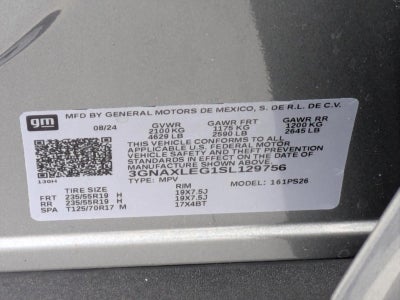 gm
MFD BY GENERAL MOTORS DE MEXICO, S. DE R.L. DE C.V.
08/24 GVWR GAWR FRT GAWR RR
2100 KG 1175 KG 1200 KG
4629 LB 2590 LB 2645 LB
THIS VEHICLE CONFORMS TO ALL
APPLICABLE U.S. FEDERAL MOTOR
VEHICLE SAFETY AND THEFT PREVENTION
STANDARDS IN EFFECT ON THE DATE OF
MANUFACTURE SHOWN ABOVE.
3GNAXLEG1SL129756
TYPE: MPV MODEL: 161PS26
TIRE SIZE RIM
FRT 235/55R19 H 19X7.5J
RR 235/55R19 H 19X7.5J
SPA T125/70R17 M 17X4BT